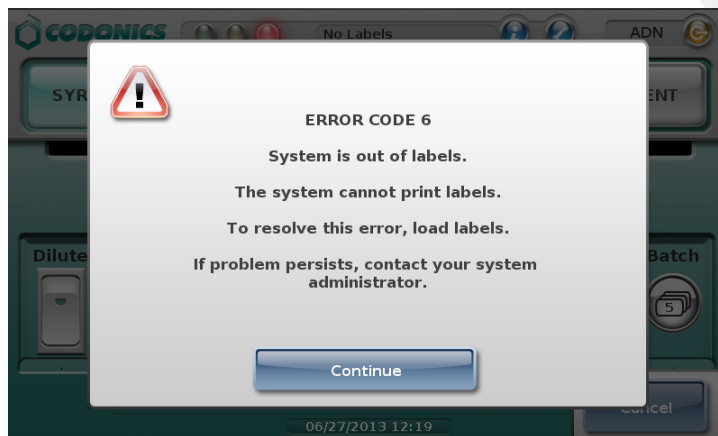 CODONICS
No Labels
ADN
SYR
ENT
ERROR CODE 6
System is out of labels.
The system cannot print labels.
To resolve this error, load labels.
If problem persists, contact your system
administrator.
Dilute
Batch
5
Continue
Cancel
06/27/2013 12:19